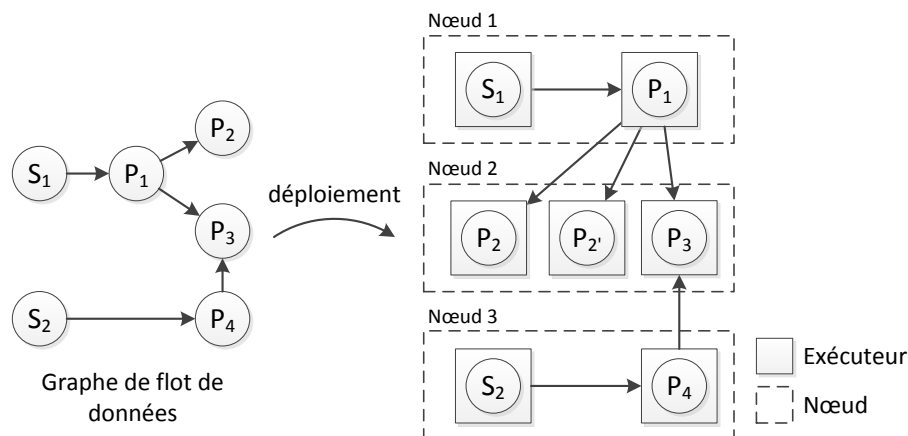 Nœud 1
S1
P1
P2
S1
P1
Nœud 2
déploiement
P3
P2
P2'
P3
S2
P4
Nœud 3
S2
P4
Graphe de flot de
données
Exécuteur
Nœud